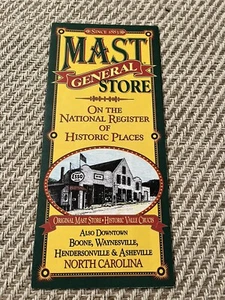 SINCE 1883
MAST
GENERAL
STORE
ON THE
NATIONAL REGISTER
OF
HISTORIC PLACES
ESSO
ORIGINAL MAST STORE • HISTORIC VALLE CRUCIS
ALSO DOWNTOWN
BOONE, WAYNESVILLE,
HENDERSONVILLE & ASHEVILLE
NORTH CAROLINA